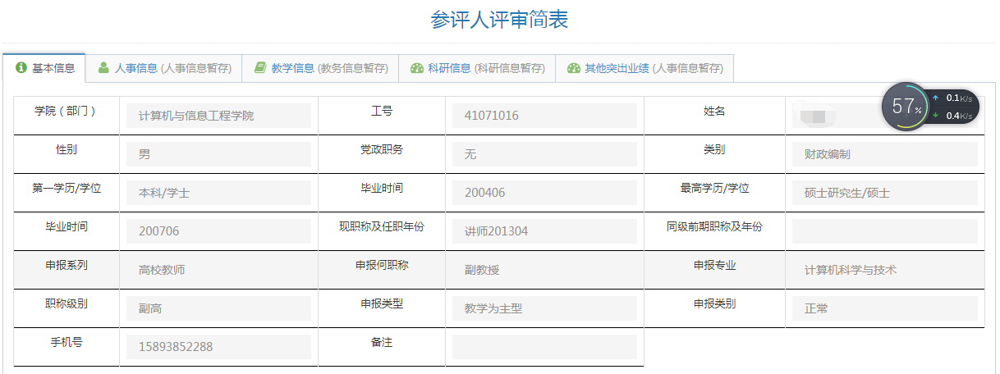 参评人评审简表
基本信息 人事信息 (人事信息暂存) 教学信息 (教务信息暂存) 科研信息 (科研信息暂存) 其他突出业绩 (人事信息暂存)
学院（部门） 计算机与信息工程学院 工号 41071016 姓名
57% 0.1K/s
0.4K/s
性别 男 党政职务 无 类别 财政编制
第一学历/学位 本科/学士 毕业时间 200406 最高学历/学位 硕士研究生/硕士
毕业时间 200706 现职称及任职年份 讲师201304 同级前期职称及年份
申报系列 高校教师 申报何职称 副教授 申报专业 计算机科学与技术
职称级别 副高 申报类型 教学为主型 申报类别 正常
手机号 15893852288 备注